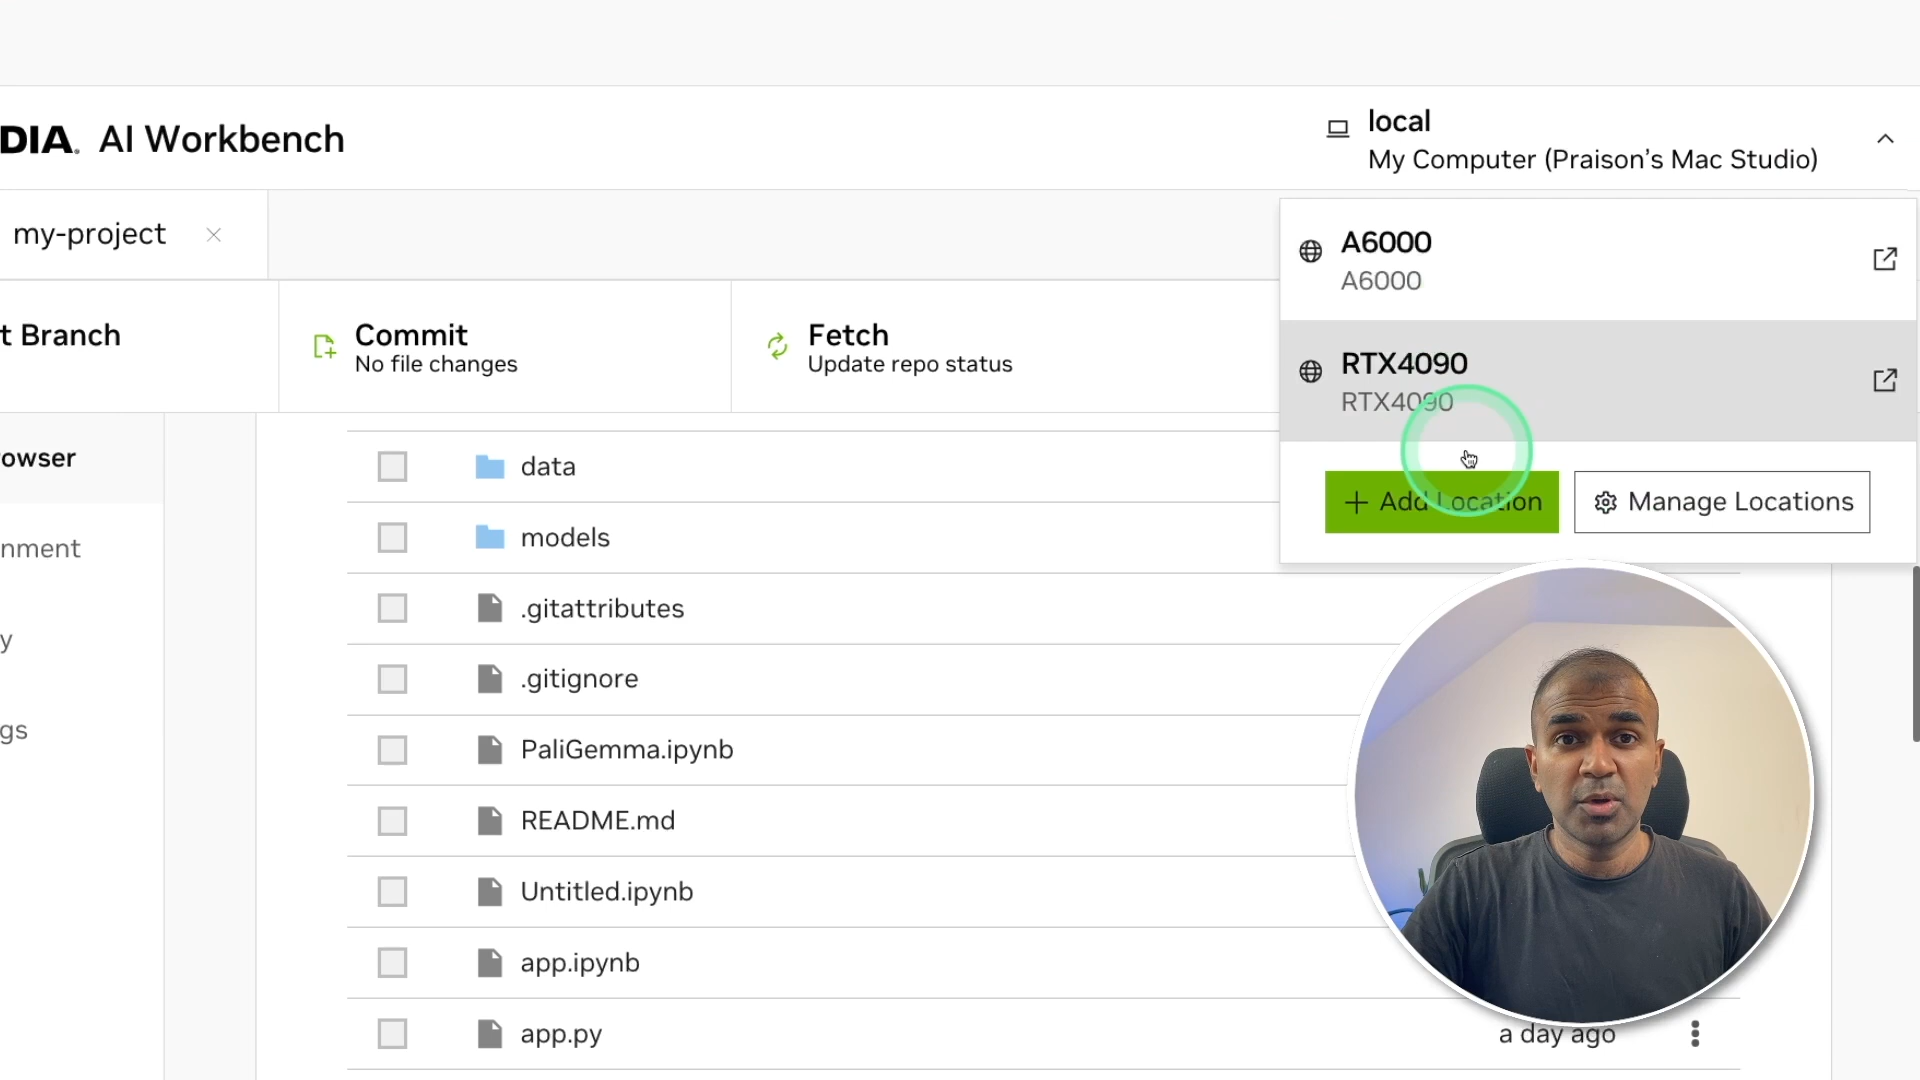 DIA. AI Workbench
local
My Computer (Praison's Mac Studio)
my-project
A6000
A6000
RTX4090
RTX4090
+ Add Location
Manage Locations
t Branch
Commit
No file changes
Fetch
Update repo status
owser
nment
y
gs
data
models
.gitattributes
.gitignore
PaliGemma.ipynb
README.md
Untitled.ipynb
app.ipynb
app.py
a day ago